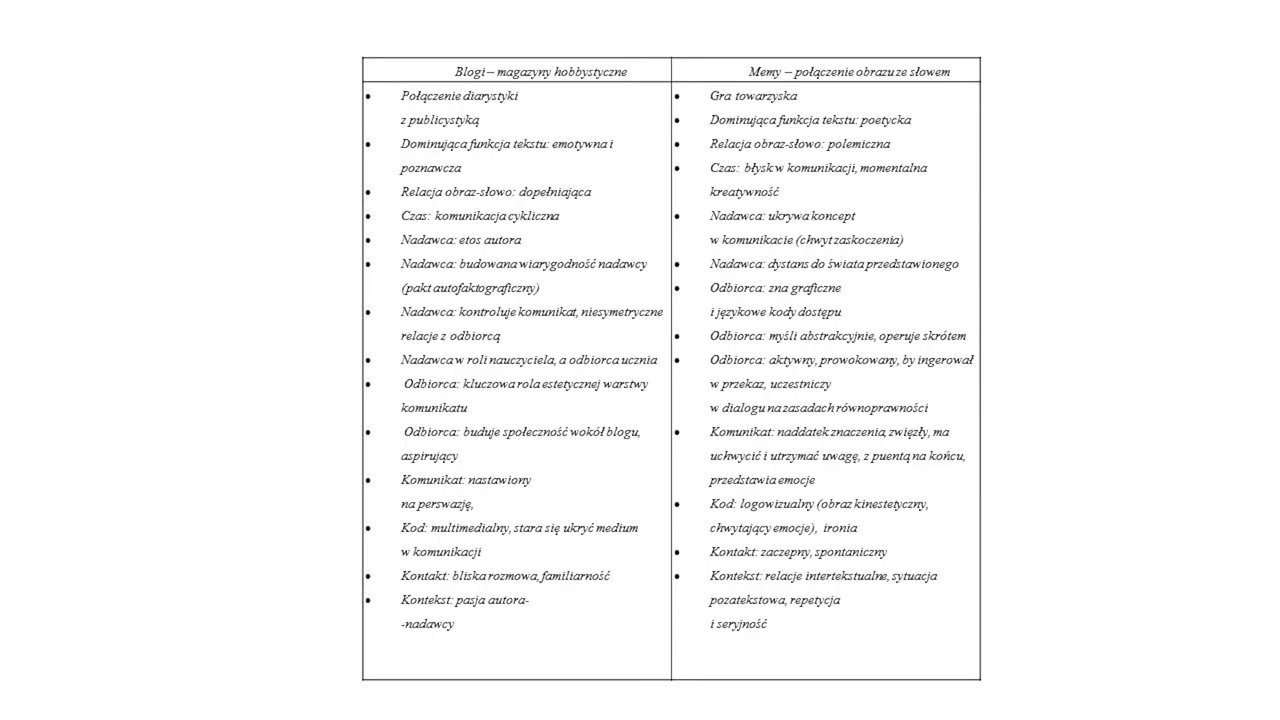 Blogi – magazyny hobbystyczne
• Połączenie diarystyki
z publicystyką
• Dominująca funkcja tekstu: emotywna i
poznawcza
• Relacja obraz-słowo: dopełniająca
• Czas: komunikacja cykliczna
• Nadawca: etos autora
• Nadawca: budowana wiarygodność nadawcy
(pakt autofaktograficzny)
• Nadawca: kontroluje komunikat, niesymetryczne
relacje z odbiorcą
• Nadawca w roli nauczyciela, a odbiorca ucznia
• Odbiorca: kluczowa rola estetycznej warstwy
komunikatu
• Odbiorca: buduje społeczność wokół blogu,
aspirujący
• Komunikat: nastawiony
na perswazję,
• Kod: multimedialny, stara się ukryć medium
w komunikacji
• Kontakt: bliska rozmowa, familiarność
• Kontekst: pasja autora-
-nadawcy
Memy – połączenie obrazu ze słowem
• Gra towarzyska
• Dominująca funkcja tekstu: poetycka
• Relacja obraz-słowo: polemiczna
• Czas: błysk w komunikacji, momentalna
kreatywność
• Nadawca: ukrywa koncept
w komunikacie (chwyt zaskoczenia)
• Nadawca: dystans do świata przedstawionego
• Odbiorca: zna graficzne
i językowe kody dostępu
• Odbiorca: myśli abstrakcyjnie, operuje skrótem
• Odbiorca: aktywny, prowokowany, by ingerował
w przekaz, uczestniczy
w dialogu na zasadach równoprawności
• Komunikat: naddatek znaczenia, zwięzły, ma
uchwycić i utrzymać uwagę, z puentą na końcu,
przedstawia emocje
• Kod: logowizualny (obraz kinestetyczny,
chwytający emocje), ironia
• Kontakt: zaczepny, spontaniczny
• Kontekst: relacje intertekstualne, sytuacja
pozatekstowa, repetycja
i seryjność